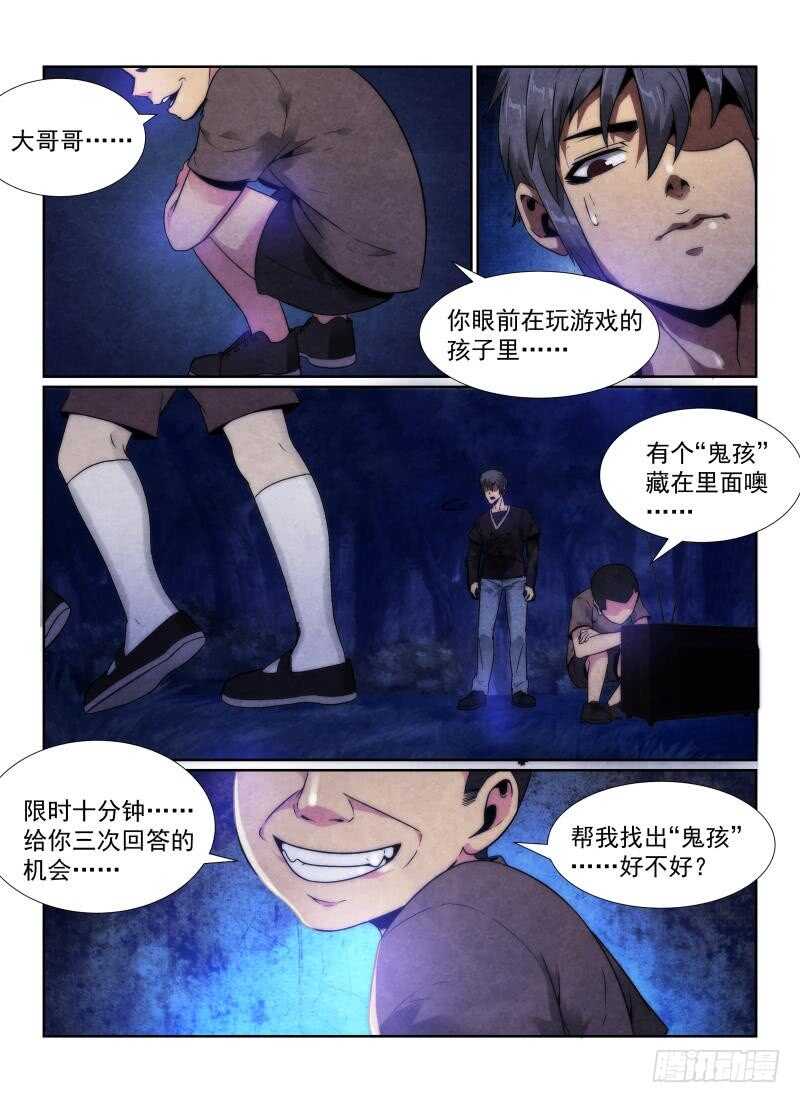 大哥哥……
你眼前在玩游戏的
孩子里……
有个“鬼孩”
藏在里面噢
……
限时十分钟……
给你三次回答的
机会……
帮我找出“鬼孩”
……好不好？
腾讯动漫